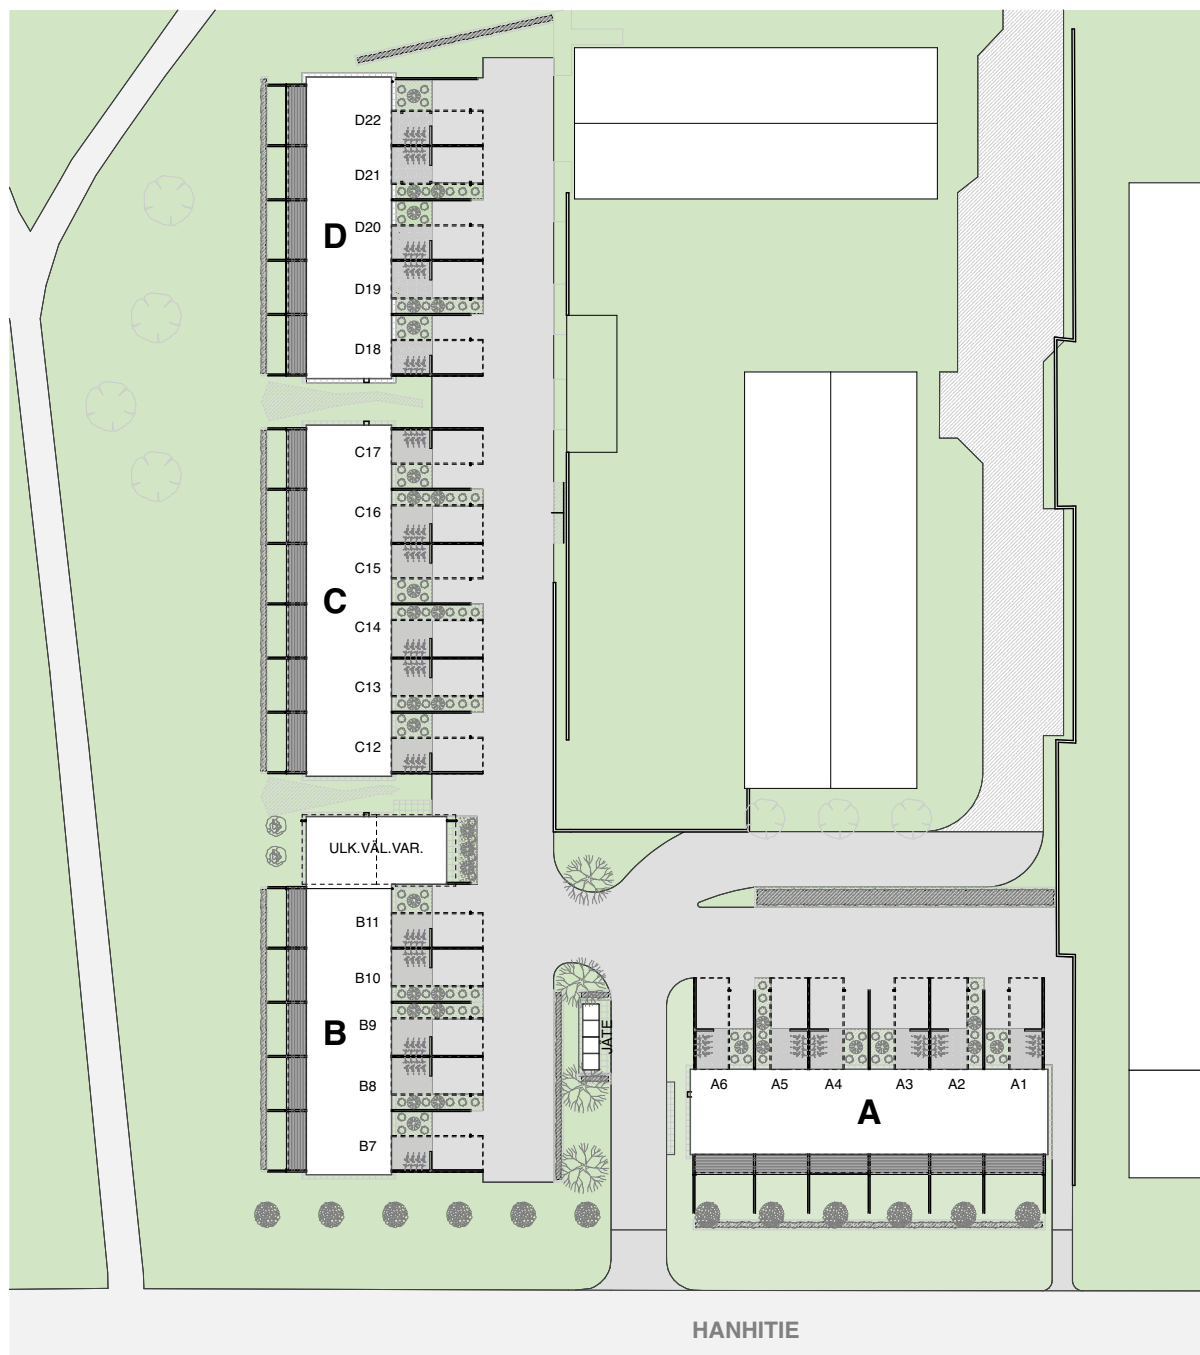 D22
D21
D20
D
D19
D18
C17
C16
C15
C
C14
C13
C12
ULK.VÄL.VAR.
B11
B10
B9
B
B8
B7
JÄTE
A6 A5 A4 A3 A2 A1
A
HANHITIE